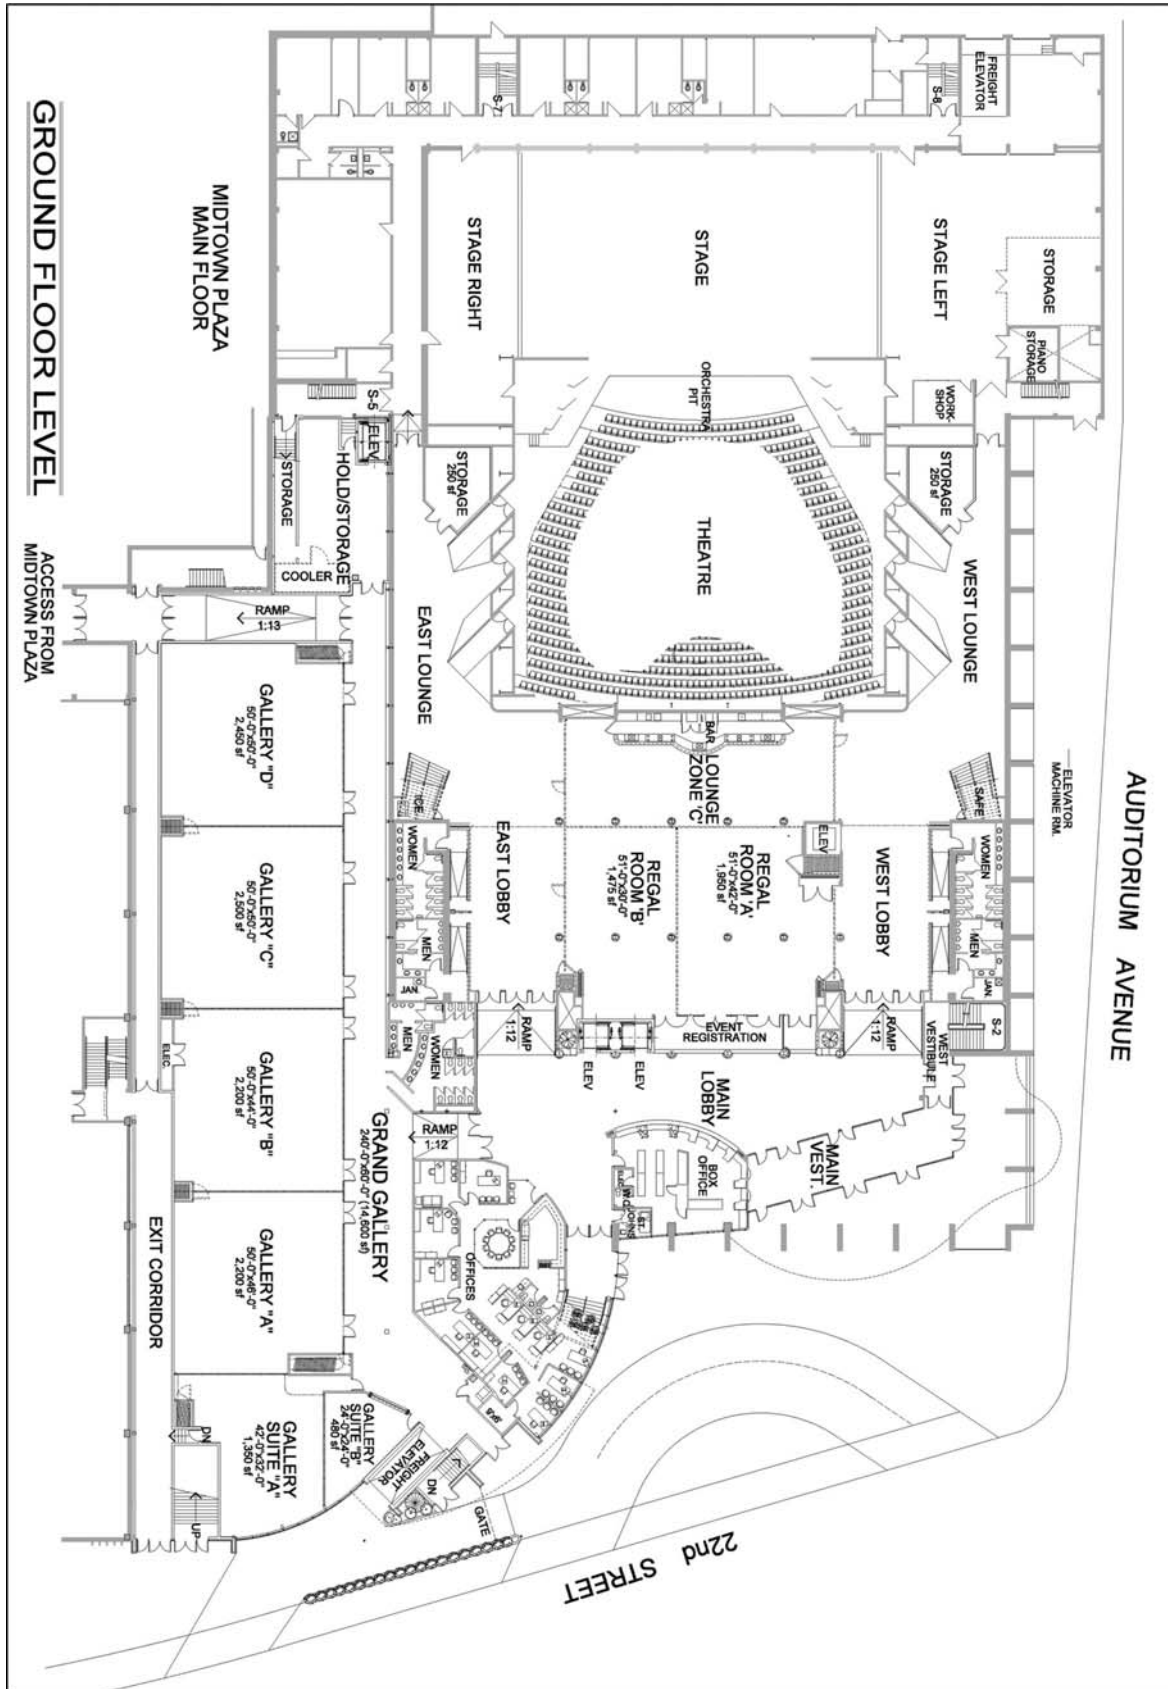 GROUND FLOOR LEVEL
MIDTOWN PLAZA
MAIN FLOOR
ACCESS FROM
MIDTOWN PLAZA
AUDITORIUM AVENUE
22nd STREET
S-7
S-8
FREIGHT
ELEVATOR
STAGE RIGHT
STAGE
STAGE LEFT
STORAGE
PIANO
STORAGE
WORK-
SHOP
ORCHESTRA
PIT
S-5
ELEV
HOLD/STORAGE
STORAGE
COOLER
STORAGE
250 sf
STORAGE
250 sf
THEATRE
EAST LOUNGE
WEST LOUNGE
RAMP
1:13
ELEVATOR
MACHINE RM.
BAR
LOUNGE
ZONE 'C'
ICE
SAFE
WOMEN
MEN
JAN.
WOMEN
MEN
JAN.
EAST LOBBY
WEST LOBBY
REGAL
ROOM 'B'
51'-0"x30'-0"
1,475 sf
REGAL
ROOM 'A'
51'-0"x42'-0"
1,950 sf
ELEV
S-2
WEST
VESTIBULE
RAMP
1:12
RAMP
1:12
EVENT
REGISTRATION
ELEV
ELEV
MAIN
LOBBY
MAIN
VEST.
BOX
OFFICE
ELEC.
W.C.
ST. JOHNS
MEN
WOMEN
RAMP
1:12
OFFICES
GRAND GALLERY
240'-0"x60'-0"(14,600 sf)
GALLERY "D"
50'-0"x50'-0"
2,450 sf
GALLERY "C"
50'-0"x50'-0"
2,500 sf
GALLERY "B"
50'-0"x44'-0"
2,200 sf
GALLERY "A"
50'-0"x46'-0"
2,200 sf
ELEC.
EXIT CORRIDOR
GALLERY
SUITE "A"
42'-0"x32'-0"
1,350 sf
GALLERY
SUITE "B"
24'-0"x24'-0"
480 sf
FREIGHT
ELEVATOR
DN
DN
UP
GATE